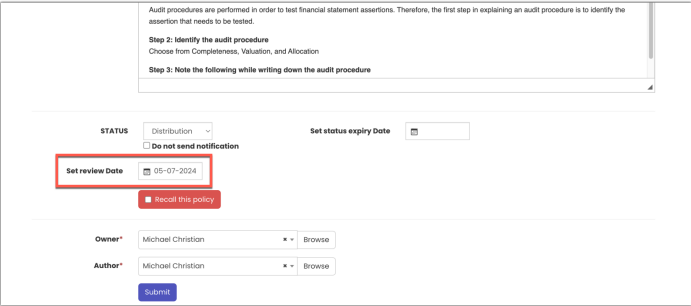 Audit procedures are performed in order to test financial statement assertions. Therefore, the first step in explaining an audit procedure is to identify the
assertion that needs to be tested.
Step 2: Identify the audit procedure
Choose from Completeness, Valuation, and Allocation
Step 3: Note the following while writing down the audit procedure
STATUS Distribution Set status expiry Date
Do not send notification
Set review Date 05-07-2024
Recall this policy
Owner* Michael Christian × Browse
Author* Michael Christian × Browse
Submit